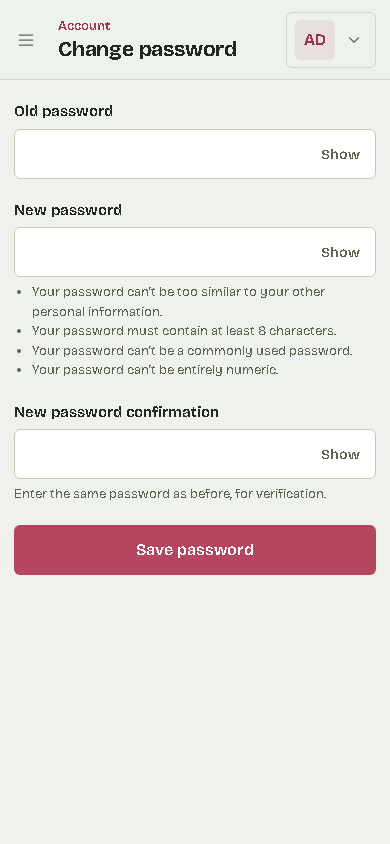 Account
Change password
AD
Old password
Show
New password
Show
Your password can't be too similar to your other
personal information.
Your password must contain at least 8 characters.
Your password can't be a commonly used password.
Your password can't be entirely numeric.
New password confirmation
Show
Enter the same password as before, for verification.
Save password